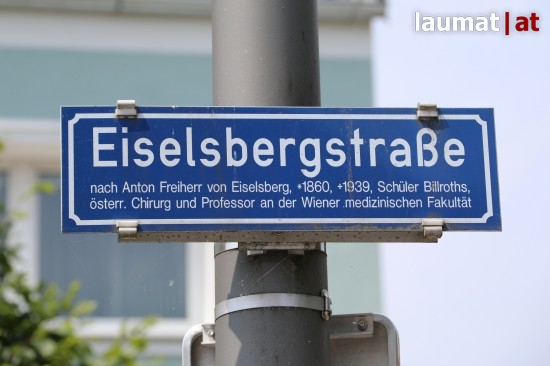 laumat|at
Eiselsbergstraße
nach Anton Freiherr von Eiselsberg, *1860, +1939, Schüler Billroths,
österr. Chirurg und Professor an der Wiener medizinischen Fakultät